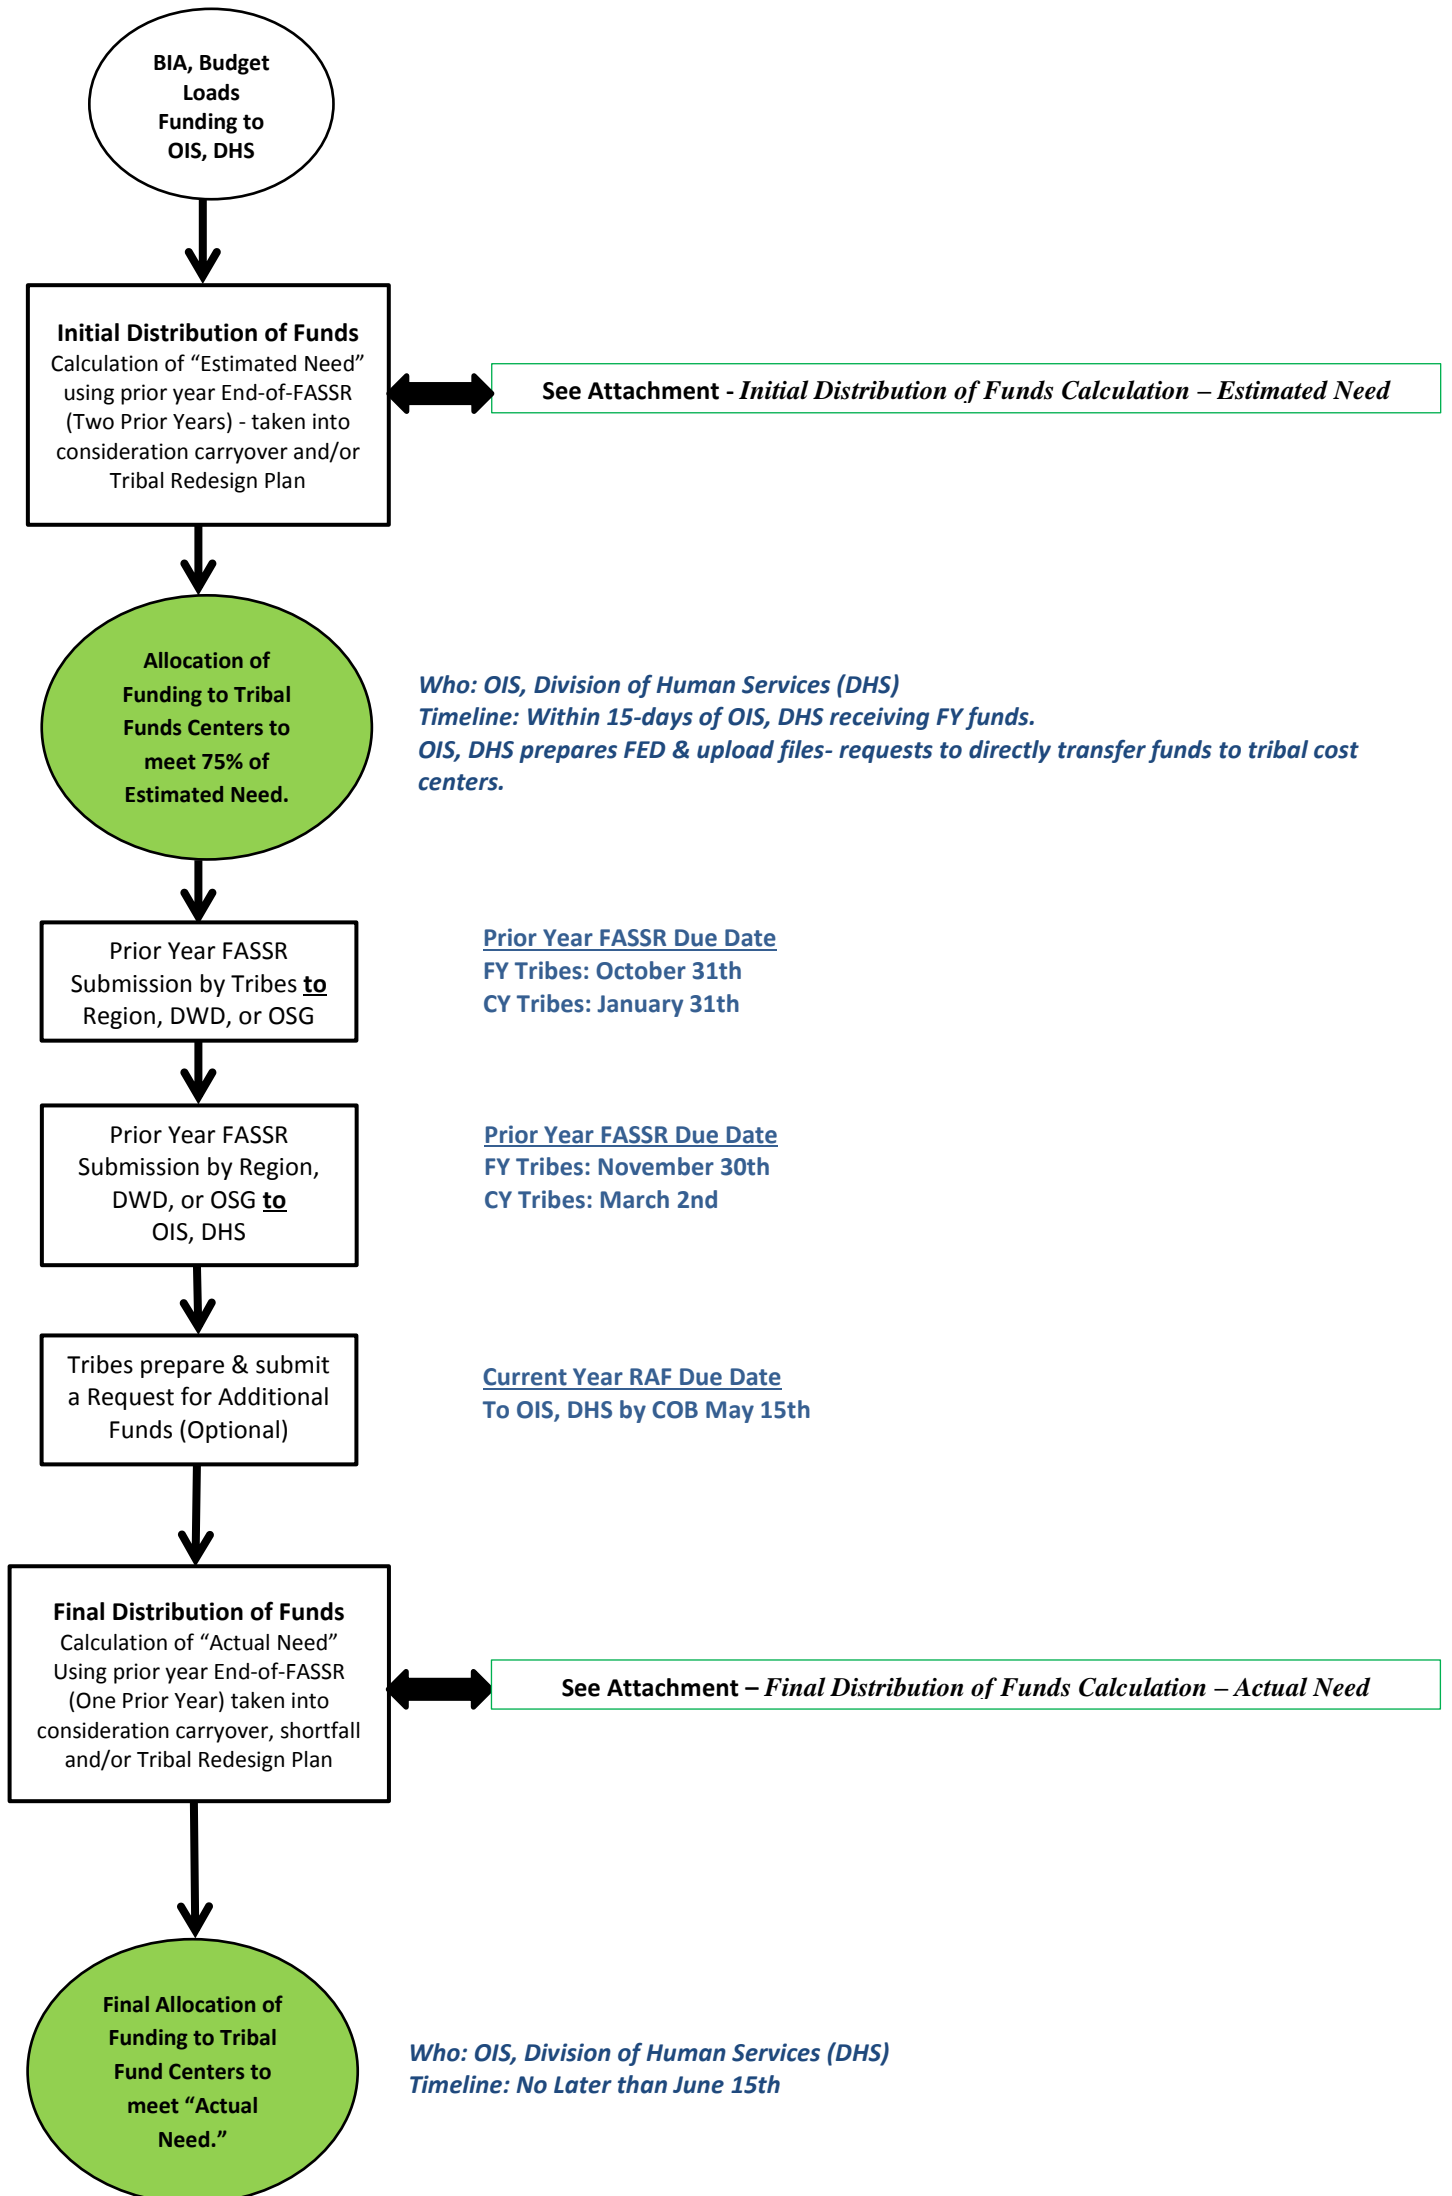 BIA, Budget
Loads
Funding to
OIS, DHS
Initial Distribution of Funds
Calculation of “Estimated Need”
using prior year End-of-FASSR
(Two Prior Years) - taken into
consideration carryover and/or
Tribal Redesign Plan
See Attachment - Initial Distribution of Funds Calculation – Estimated Need
Allocation of
Funding to Tribal
Funds Centers to
meet 75% of
Estimated Need.
Who: OIS, Division of Human Services (DHS)
Timeline: Within 15-days of OIS, DHS receiving FY funds.
OIS, DHS prepares FED & upload files- requests to directly transfer funds to tribal cost
centers.
Prior Year FASSR
Submission by Tribes to
Region, DWD, or OSG
Prior Year FASSR Due Date
FY Tribes: October 31th
CY Tribes: January 31th
Prior Year FASSR
Submission by Region,
DWD, or OSG to
OIS, DHS
Prior Year FASSR Due Date
FY Tribes: November 30th
CY Tribes: March 2nd
Tribes prepare & submit
a Request for Additional
Funds (Optional)
Current Year RAF Due Date
To OIS, DHS by COB May 15th
Final Distribution of Funds
Calculation of “Actual Need”
Using prior year End-of-FASSR
(One Prior Year) taken into
consideration carryover, shortfall
and/or Tribal Redesign Plan
See Attachment – Final Distribution of Funds Calculation – Actual Need
Final Allocation of
Funding to Tribal
Fund Centers to
meet “Actual
Need.”
Who: OIS, Division of Human Services (DHS)
Timeline: No Later than June 15th